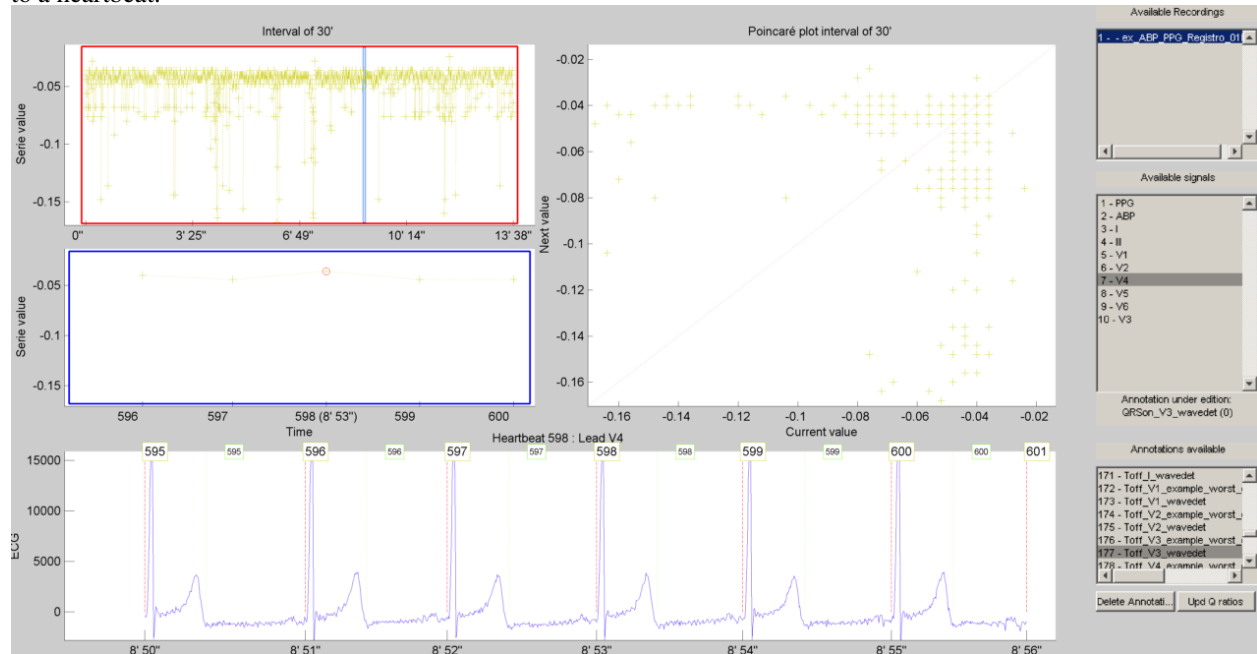 to a heartbeat.
Interval of 30'
Serie value
-0.05
-0.1
-0.15
0" 3' 25" 6' 49" 10' 14" 13' 38"
Serie value
-0.05
-0.1
-0.15
596 597 598 (8' 53") 599 600
Time
Poincaré plot interval of 30'
Next value
-0.02
-0.04
-0.06
-0.08
-0.1
-0.12
-0.14
-0.16
-0.16 -0.14 -0.12 -0.1 -0.08 -0.06 -0.04 -0.02
Current value
Heartbeat 598 : Lead V4
595 595 596 596 597 597 598 598 599 599 600 600 601
ECG
15000
10000
5000
0
8' 50" 8' 51" 8' 52" 8' 53" 8' 54" 8' 55" 8' 56"
Available Recordings
1 - - ex_ABP_PPG_Registro_01
Available signals
1 - PPG
2 - ABP
3 - I
4 - III
5 - V1
6 - V2
7 - V4
8 - V5
9 - V6
10 - V3
Annotation under edition:
QRSon_V3_wavedet (0)
Annotations available
171 - Toff_I_wavedet
172 - Toff_V1_example_worst_
173 - Toff_V1_wavedet
174 - Toff_V2_example_worst_
175 - Toff_V2_wavedet
176 - Toff_V3_example_worst_
177 - Toff_V3_wavedet
178 - Toff_V4_example_worst_
Delete Annotati...
Upd Q ratios